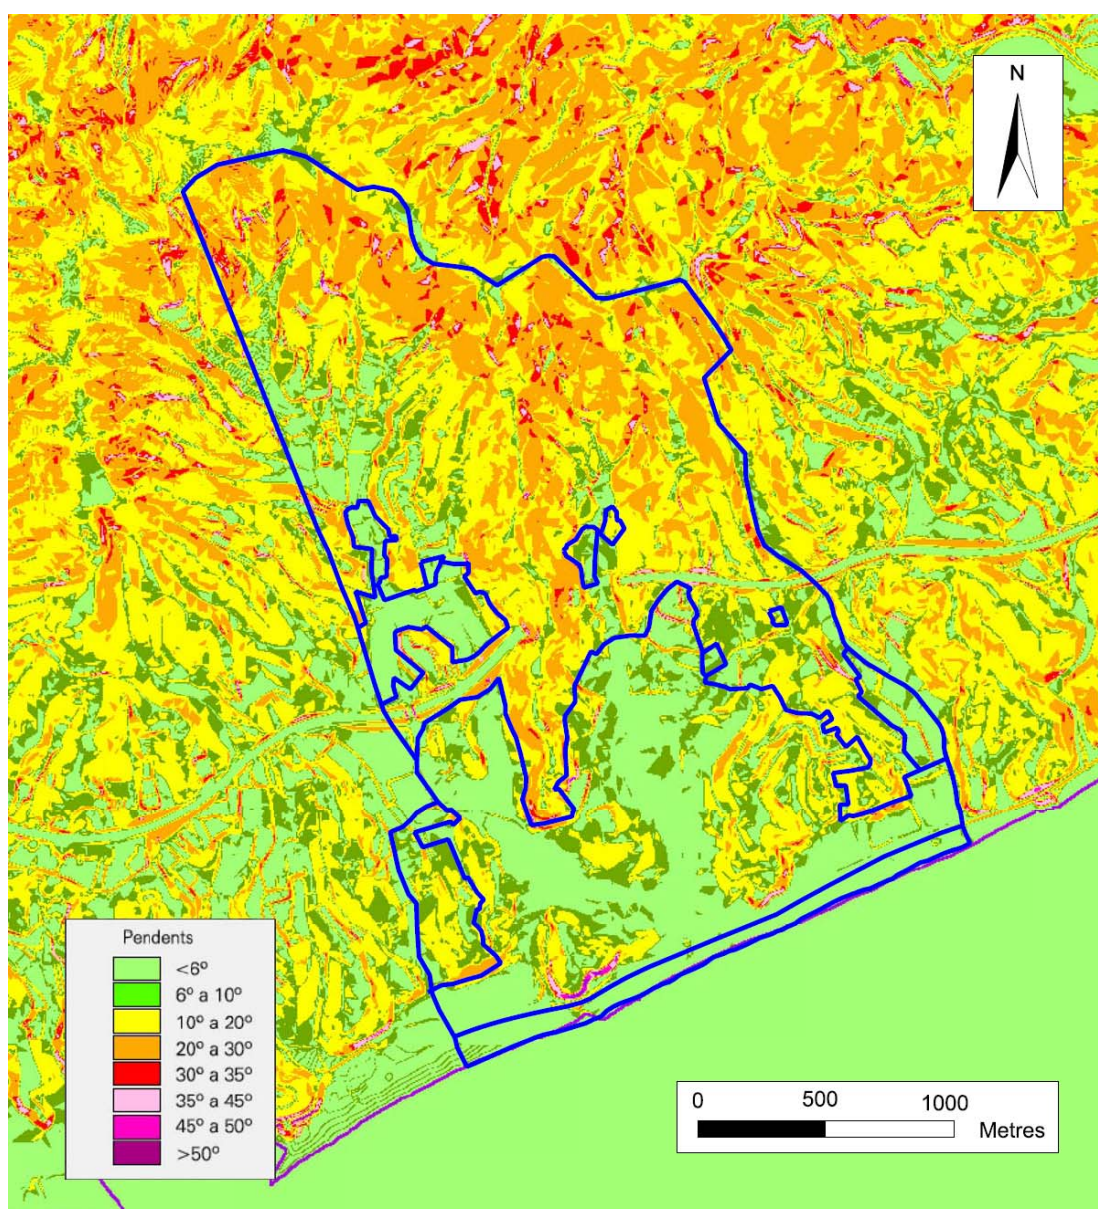 N
Pendents
<6º
6º a 10º
10º a 20º
20º a 30º
30º a 35º
35º a 45º
45º a 50º
>50º
0 500 1000
Metres